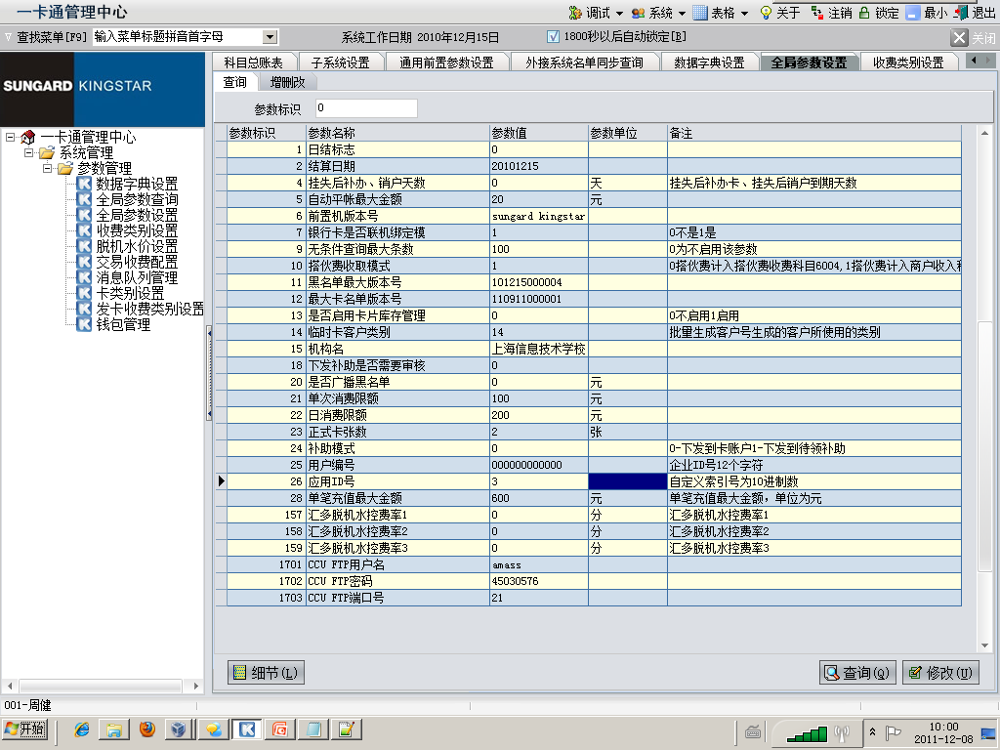 一卡通管理中心
调试 系统 表格 关于 注销 锁定 最小 退出
查找菜单[F9] 输入菜单标题拼音首字母 系统工作日期 2010年12月15日 1800秒以后自动锁定[B] 关闭
SUNGARD KINGSTAR
科目总账表 子系统设置 通用前置参数设置 外接系统名单同步查询 数据字典设置 全局参数设置 收费类别设置
查询 增删改
参数标识 0
一卡通管理中心
系统管理
参数管理
数据字典设置
全局参数查询
全局参数设置
收费类别设置
脱机水价设置
交易收费配置
消息队列管理
卡类别设置
发卡收费类别设置
钱包管理
参数标识 参数名称 参数值 参数单位 备注
1 日结标志 0
2 结算日期 20101215
4 挂失后补办、销户天数 0 天 挂失后补办卡、挂失后销户到期天数
5 自动平帐最大金额 20 元
6 前置机版本号 sungard kingstar
7 银行卡是否联机绑定模 1 0不是1是
9 无条件查询最大条数 100 0为不启用该参数
10 搭伙费收取模式 1 0搭伙费计入搭伙费收费科目6004,1搭伙费计入商户收入
11 黑名单最大版本号 101215000004
12 最大卡名单版本号 110911000001
13 是否启用卡片库存管理 0 0不启用1启用
14 临时卡客户类别 14 批量生成客户号生成的客户所使用的类别
15 机构名 上海信息技术学校
18 下发补助是否需要审核 0
20 是否广播黑名单 0 元
21 单次消费限额 100 元
22 日消费限额 200 元
23 正式卡张数 2 张
24 补助模式 0 0-下发到卡账户1-下发到待领补助
25 用户编号 000000000000 企业ID号12个字符
26 应用ID号 3 自定义索引号为10进制数
28 单笔充值最大金额 600 元 单笔充值最大金额，单位为元
157 汇多脱机水控费率1 0 分 汇多脱机水控费率1
158 汇多脱机水控费率2 0 分 汇多脱机水控费率2
159 汇多脱机水控费率3 0 分 汇多脱机水控费率3
1701 CCU FTP用户名 amass
1702 CCU FTP密码 45030576
1703 CCU FTP端口号 21
细节(L) 查询(Q) 修改(U)
001-周健
开始 10:00
2011-12-08